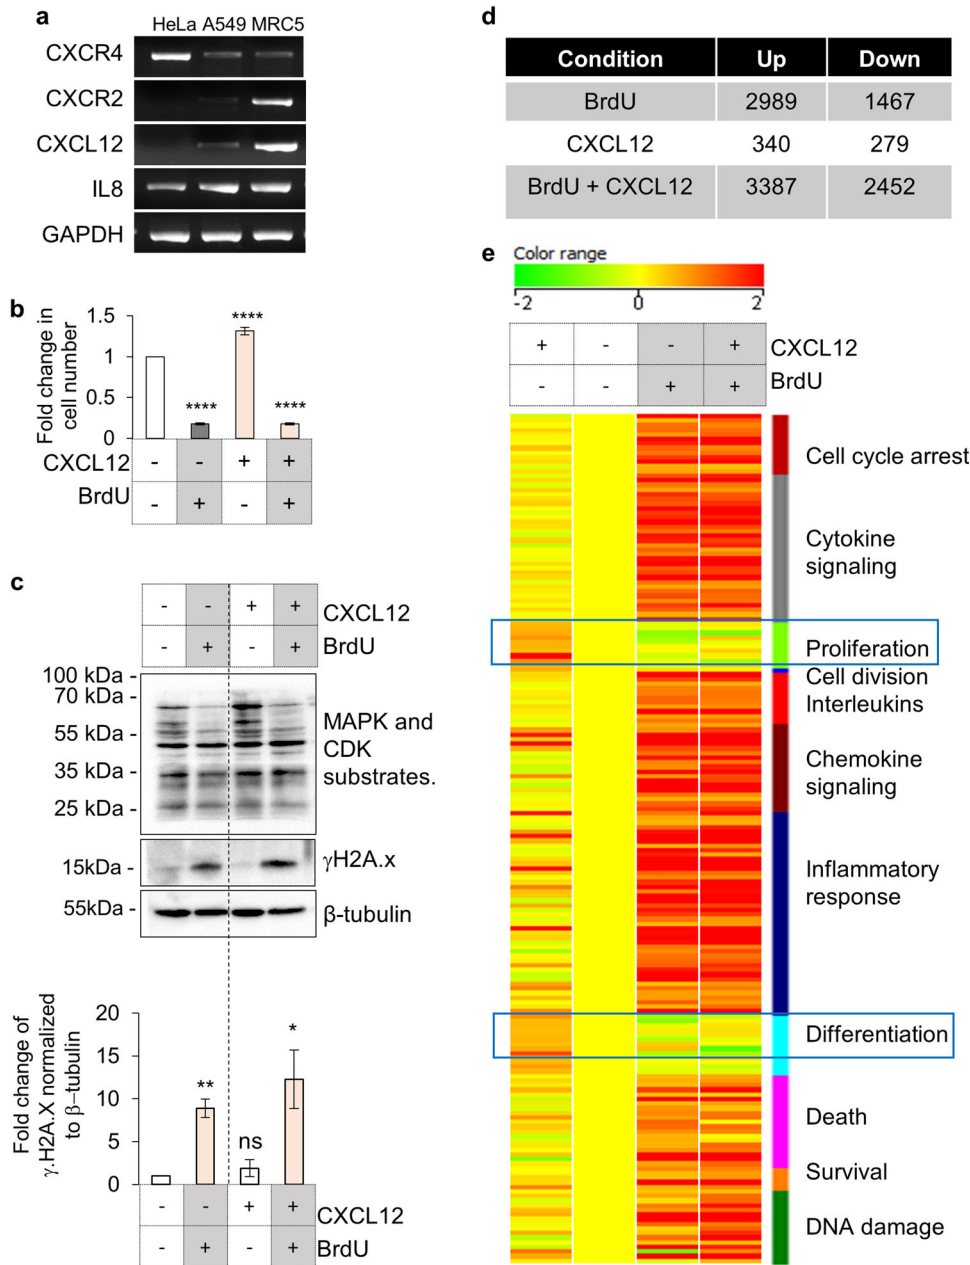 a
HeLa A549 MRC5
CXCR4
CXCR2
CXCL12
IL8
GAPDH
b
Fold change in
cell number
1.5
1
0.5
0
****
****
****
- - + +
CXCL12
- + - +
BrdU
c
- - + +
CXCL12
- + - +
BrdU
100 kDa -
70 kDa -
55 kDa -
35 kDa -
25 kDa -
MAPK and
CDK
substrates.
15kDa -
γH2A.x
55kDa -
β-tubulin
Fold change of
γ.H2A.X normalized
to β–tubulin
20
15
10
5
0
**
ns
*
- - + +
CXCL12
- + - +
BrdU
d
Condition Up Down
BrdU 2989 1467
CXCL12 340 279
BrdU + CXCL12 3387 2452
e
Color range
-2 0 2
+ - - +
CXCL12
- - + +
BrdU
Cell cycle arrest
Cytokine
signaling
Proliferation
Cell division
Interleukins
Chemokine
signaling
Inflammatory
response
Differentiation
Death
Survival
DNA damage